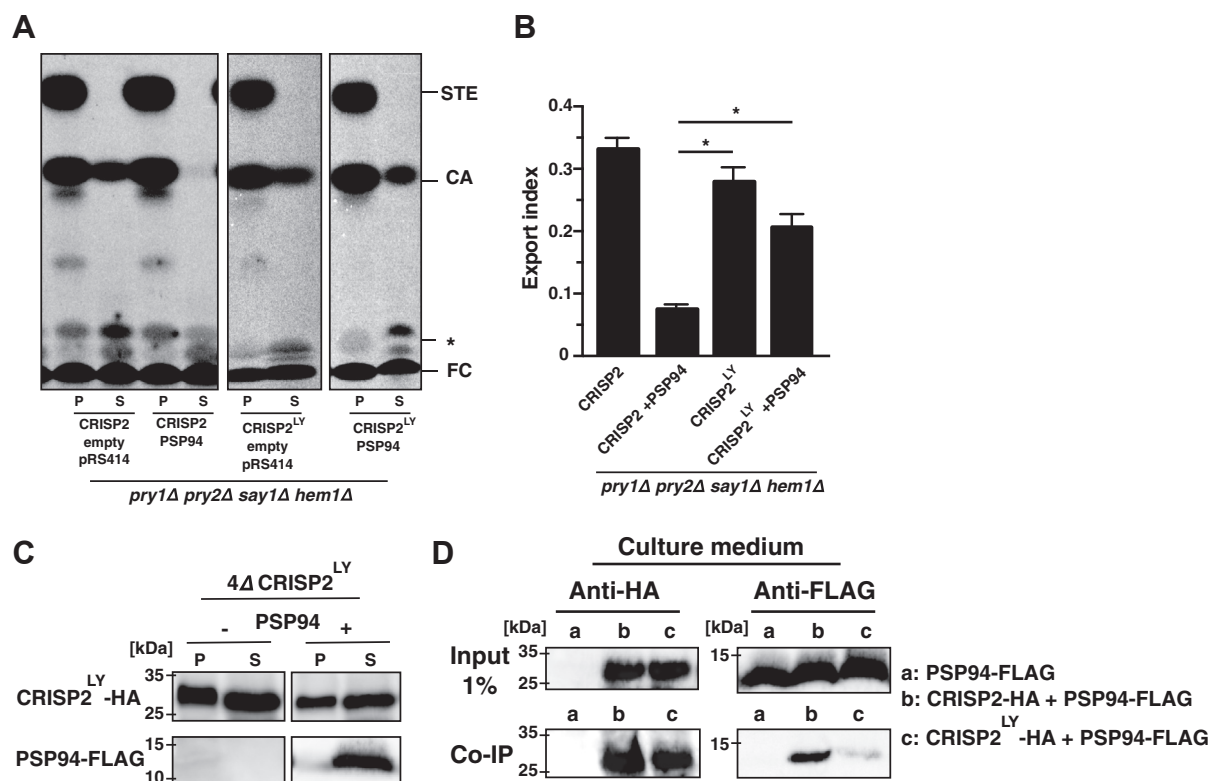 A
STE
CA
*
FC
P S P S P S P S
CRISP2 empty pRS414
CRISP2 PSP94
CRISP2LY empty pRS414
CRISP2LY PSP94
pry1Δ pry2Δ say1Δ hem1Δ
B
Export index
0.4
0.3
0.2
0.1
0
*
*
CRISP2
CRISP2 +PSP94
CRISP2LY
CRISP2LY +PSP94
pry1Δ pry2Δ say1Δ hem1Δ
C
4Δ CRISP2LY
- PSP94 +
[kDa]
P S P S
CRISP2LY-HA
35
25
PSP94-FLAG
15
10
D
Culture medium
Anti-HA Anti-FLAG
[kDa] a b c [kDa] a b c
Input 1%
35
25
15
a b c a b c
Co-IP
35
25
15
a: PSP94-FLAG
b: CRISP2-HA + PSP94-FLAG
c: CRISP2LY-HA + PSP94-FLAG